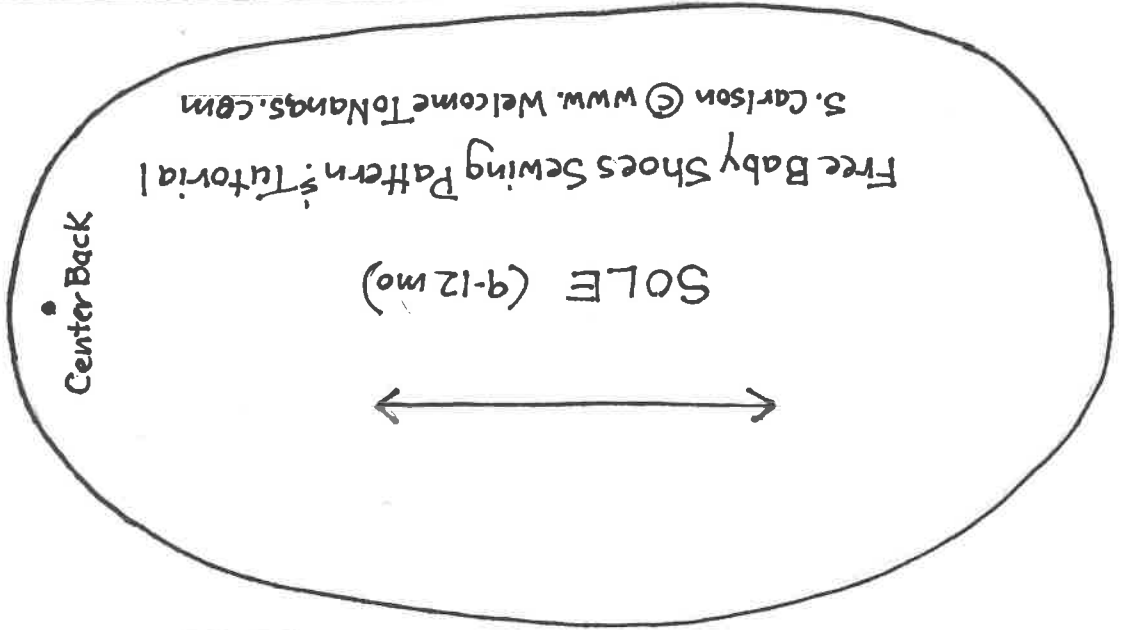 SOLE (9-12 mo)
Free Baby Shoes Sewing Pattern & Tutorial
S. Carlson © www.WelcomeToNanas.com
Center Back